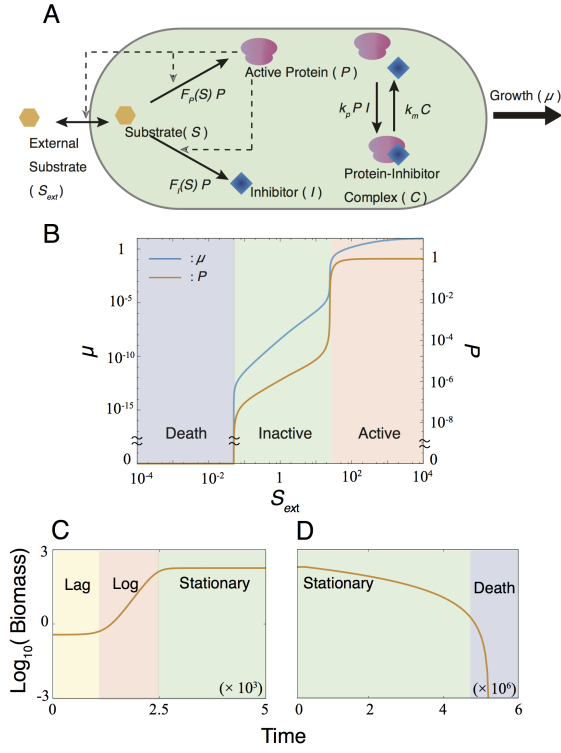 A
Active Protein ( P )
F_P(S) P
Substrate( S )
External
Substrate
( S_ext )
F_I(S) P
Inhibitor ( I )
k_p P I
k_m C
Protein-Inhibitor
Complex ( C )
Growth ( μ )
B
: μ
: P
1
10^-5
10^-10
10^-15
0
μ
1
10^-2
10^-4
10^-6
10^-8
0
P
Death
Inactive
Active
10^-4
10^-2
1
10^2
10^4
S_ext
C
D
3
0
-3
Log_10( Biomass)
Lag
Log
Stationary
(× 10^3)
0
2.5
5
Stationary
Death
(× 10^6)
0
2
4
6
Time